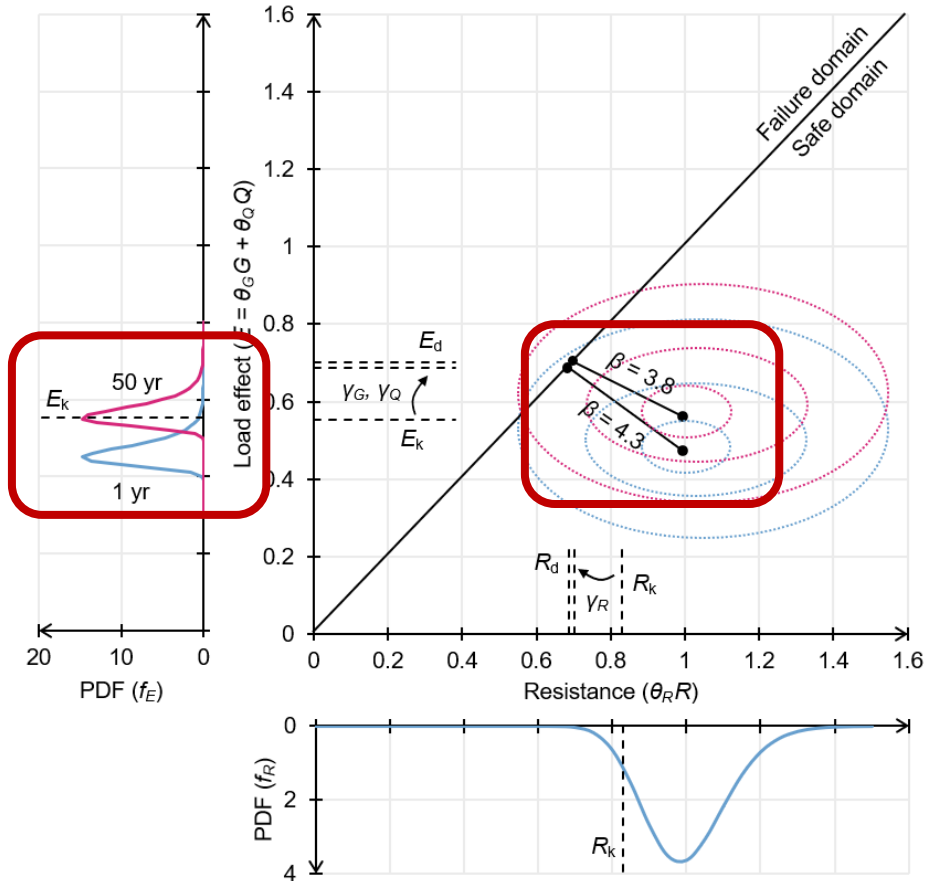 1.6
1.4
1.2
1
0.8
0.6
0.4
0.2
0
Load effect (E = θGG + θQQ)
Failure domain
Safe domain
50 yr
Ek
1 yr
Ed
γG, γQ
Ek
β = 3.8
β = 4.3
Rd
γR
Rk
20 10 0
PDF (fE)
0 0.2 0.4 0.6 0.8 1 1.2 1.4 1.6
Resistance (θRR)
0
2
4
PDF (fR)
Rk